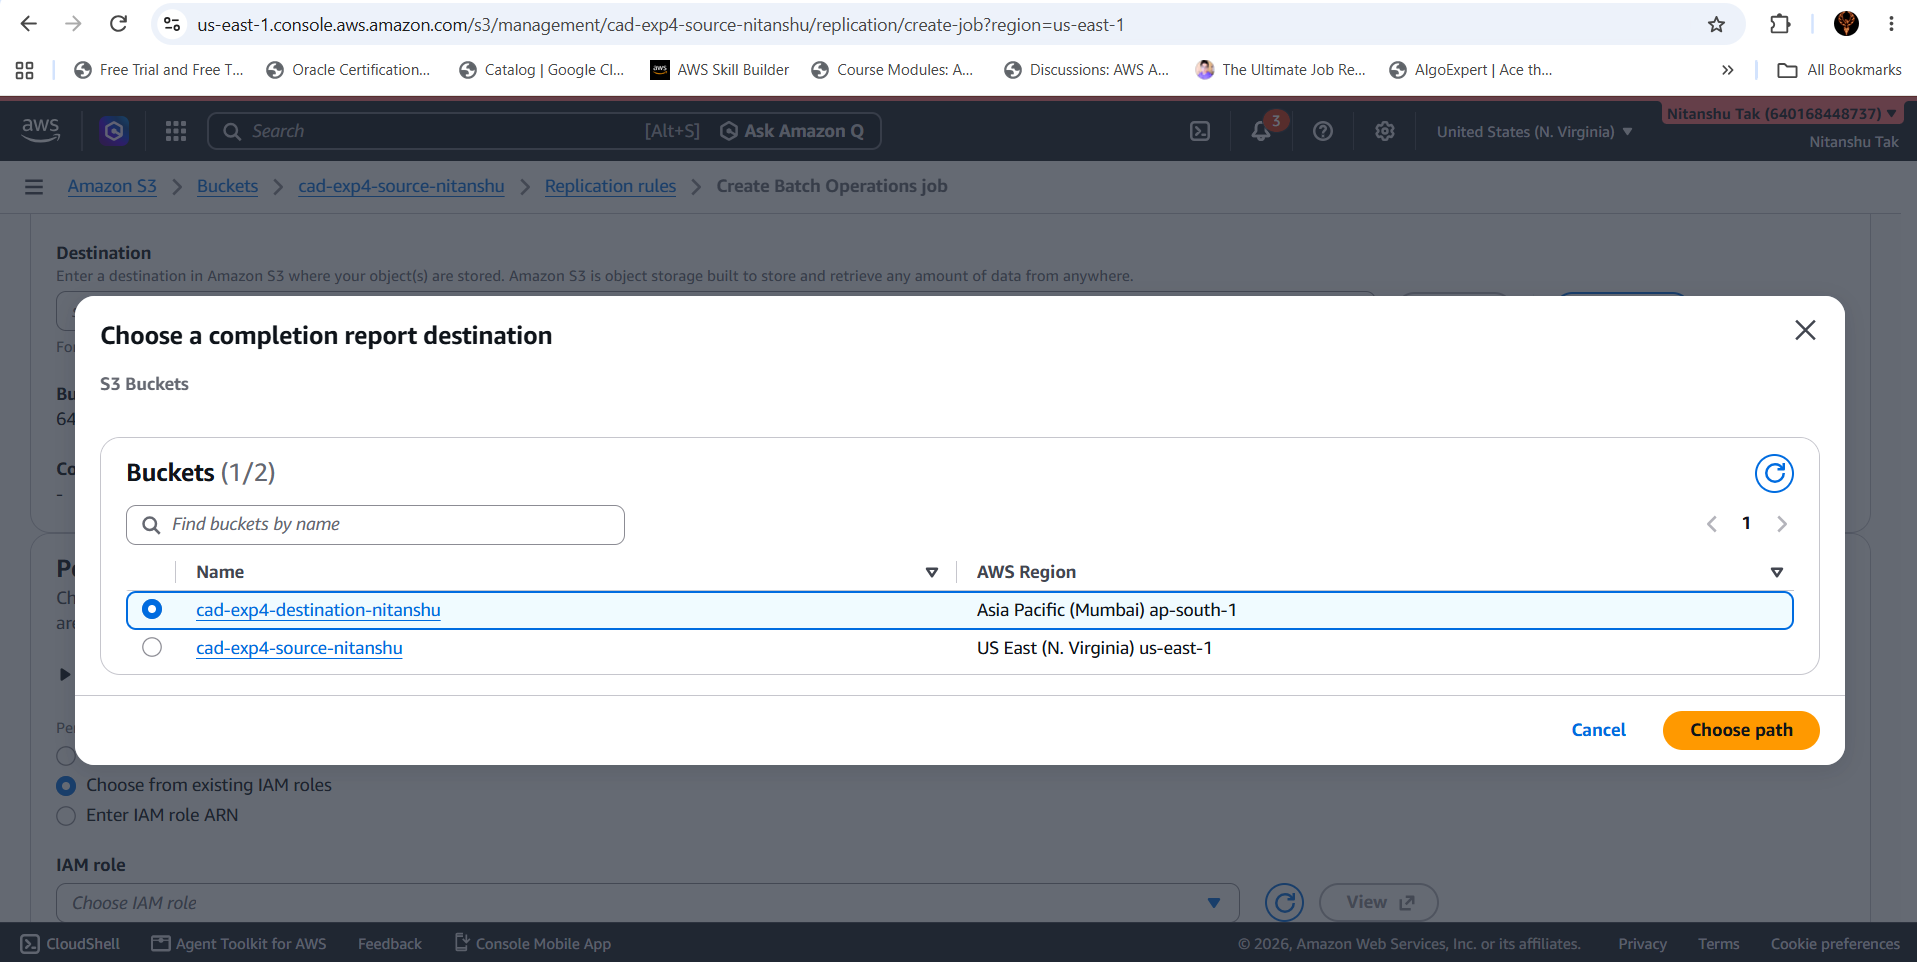 us-east-1.console.aws.amazon.com/s3/management/cad-exp4-source-nitanshu/replication/create-job?region=us-east-1
Free Trial and Free T...
Oracle Certification...
Catalog | Google Cl...
AWS Skill Builder
Course Modules: A...
Discussions: AWS A...
The Ultimate Job Re...
AlgoExpert | Ace th...
All Bookmarks
aws
Search
[Alt+S]
Ask Amazon Q
3
United States (N. Virginia)
Nitanshu Tak (640168448737)
Nitanshu Tak
Amazon S3
Buckets
cad-exp4-source-nitanshu
Replication rules
Create Batch Operations job
Destination
Enter a destination in Amazon S3 where your object(s) are stored. Amazon S3 is object storage built to store and retrieve any amount of data from anywhere.
Choose a completion report destination
S3 Buckets
Buckets (1/2)
Find buckets by name
1
Name
AWS Region
cad-exp4-destination-nitanshu
Asia Pacific (Mumbai) ap-south-1
cad-exp4-source-nitanshu
US East (N. Virginia) us-east-1
Cancel
Choose path
Choose from existing IAM roles
Enter IAM role ARN
IAM role
Choose IAM role
View
CloudShell
Agent Toolkit for AWS
Feedback
Console Mobile App
© 2026, Amazon Web Services, Inc. or its affiliates.
Privacy
Terms
Cookie preferences